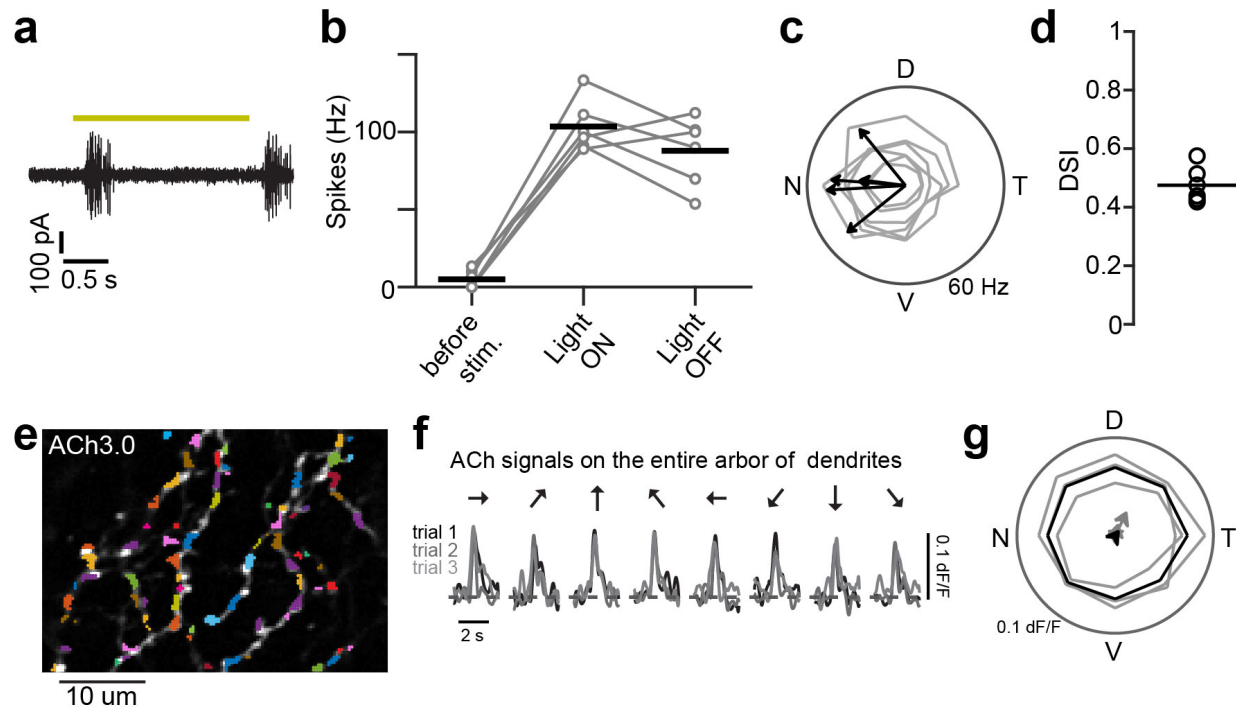 a
100 pA
0.5 s
b
Spikes (Hz)
100
0
before
stim.
Light
ON
Light
OFF
c
D
N
T
V
60 Hz
d
DSI
1
0.8
0.6
0.4
0.2
0
e
ACh3.0
10 um
f
ACh signals on the entire arbor of dendrites
trial 1
trial 2
trial 3
0.1 dF/F
2 s
g
D
N
T
V
0.1 dF/F